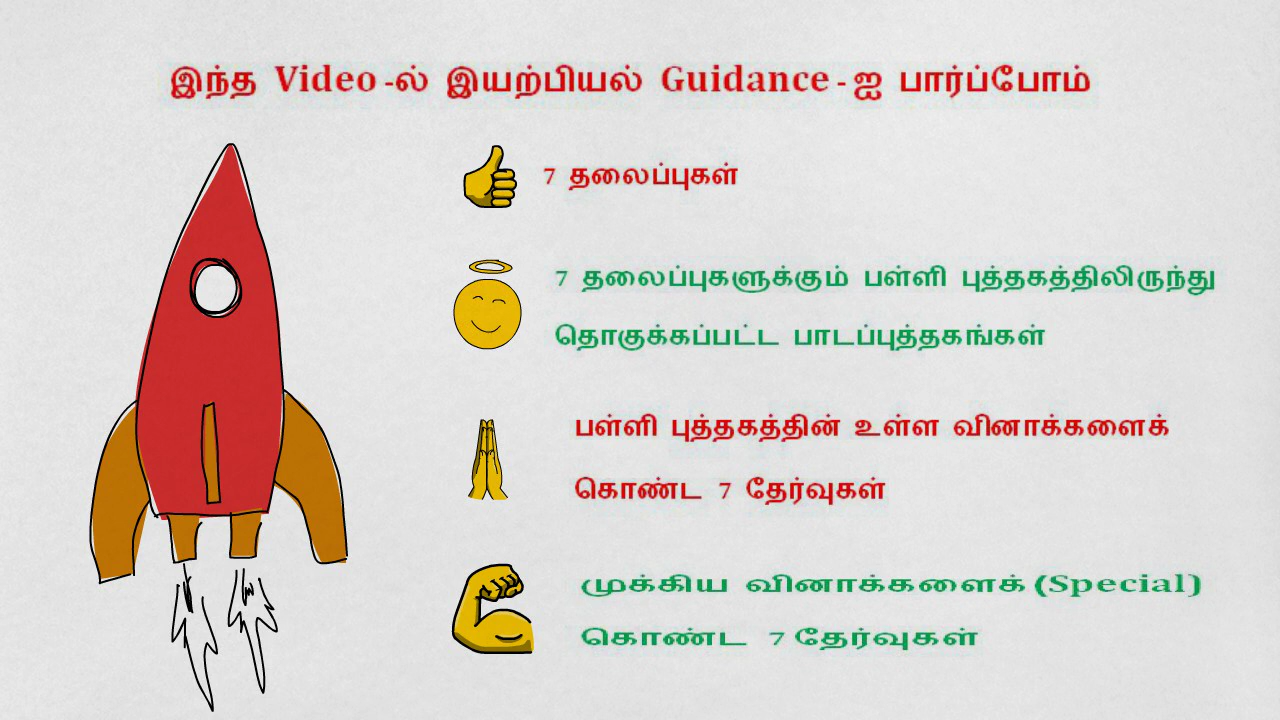 இந்த Video -ல் இயற்பியல் Guidance - ஐ பார்ப்போம்
7 தலைப்புகள்
7 தலைப்புகளுக்கும் பள்ளி புத்தகத்திலிருந்து
தொகுக்கப்பட்ட பாடப்புத்தகங்கள்
பள்ளி புத்தகத்தின் உள்ள வினாக்களைக்
கொண்ட 7 தேர்வுகள்
முக்கிய வினாக்களைக் (Special)
கொண்ட 7 தேர்வுகள்